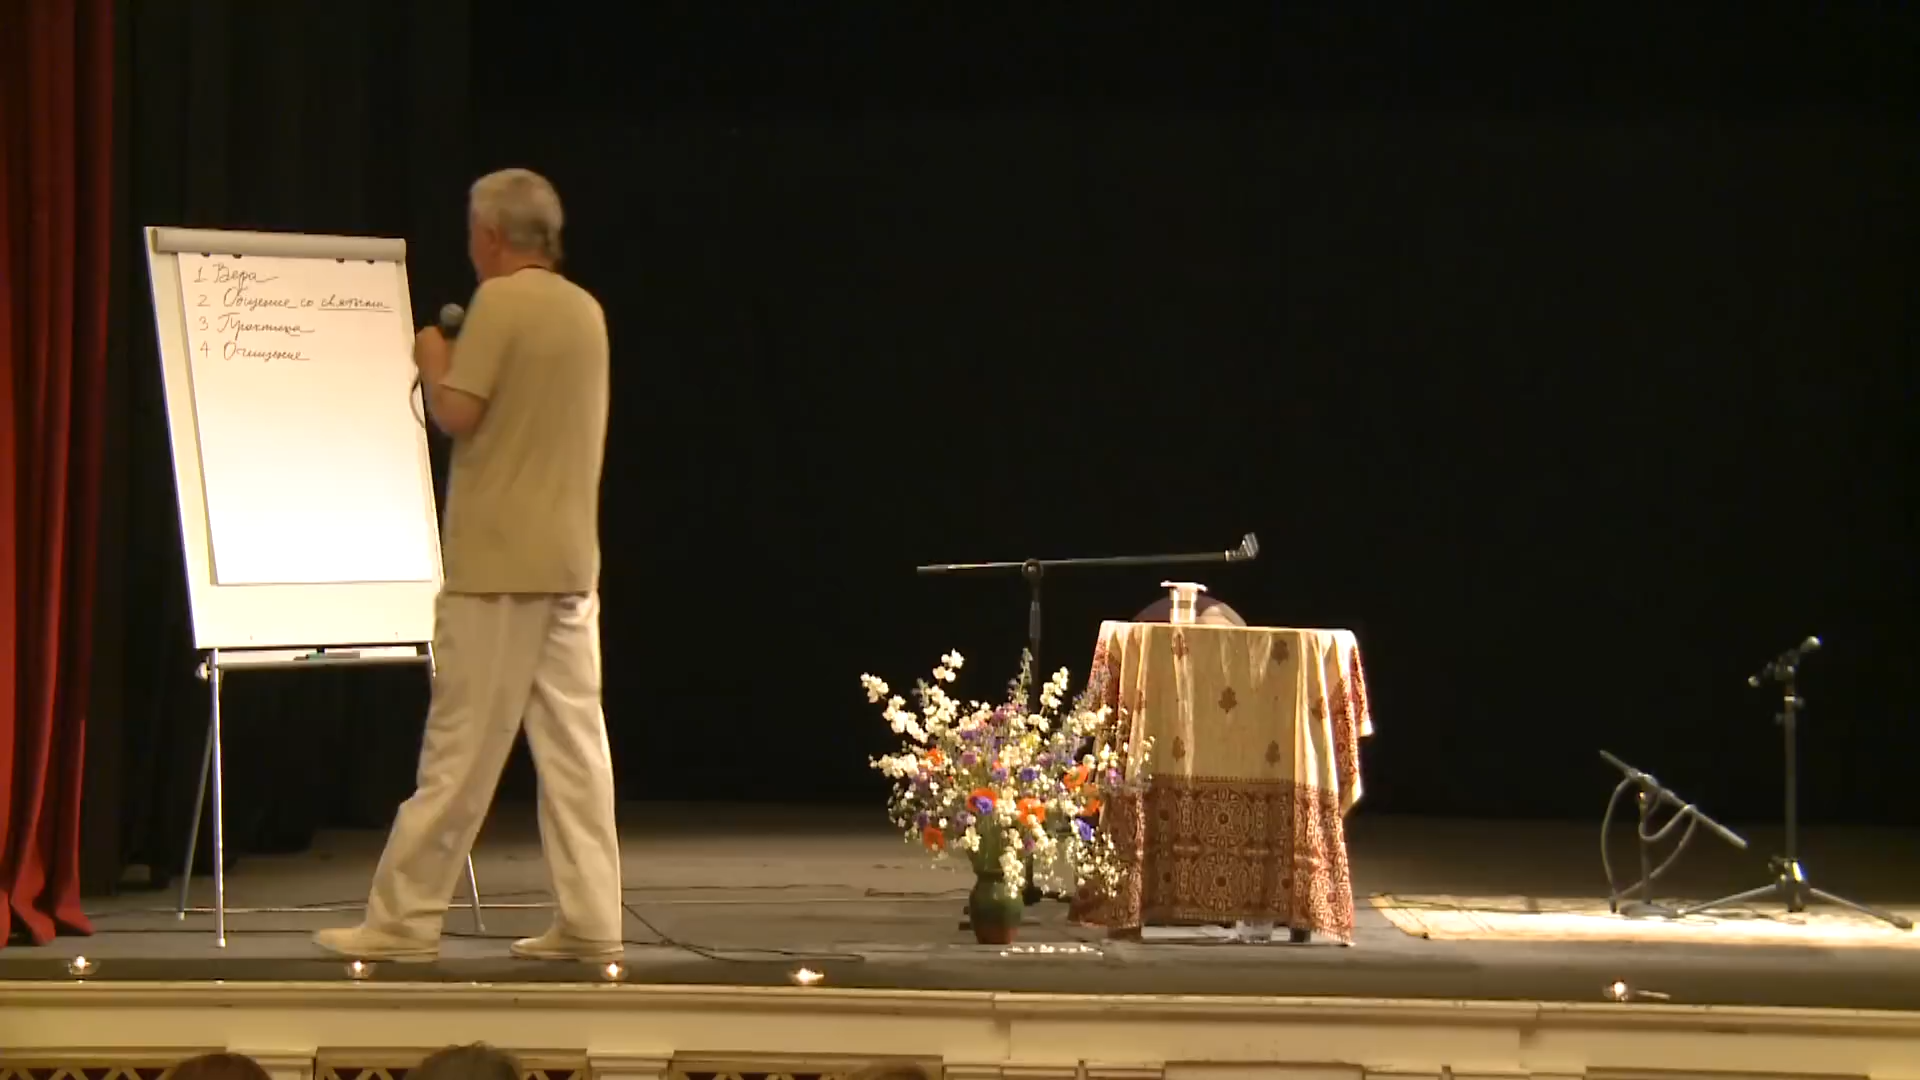 1 Вера
2 Общение со святыми
3 Практика
4 Очищение